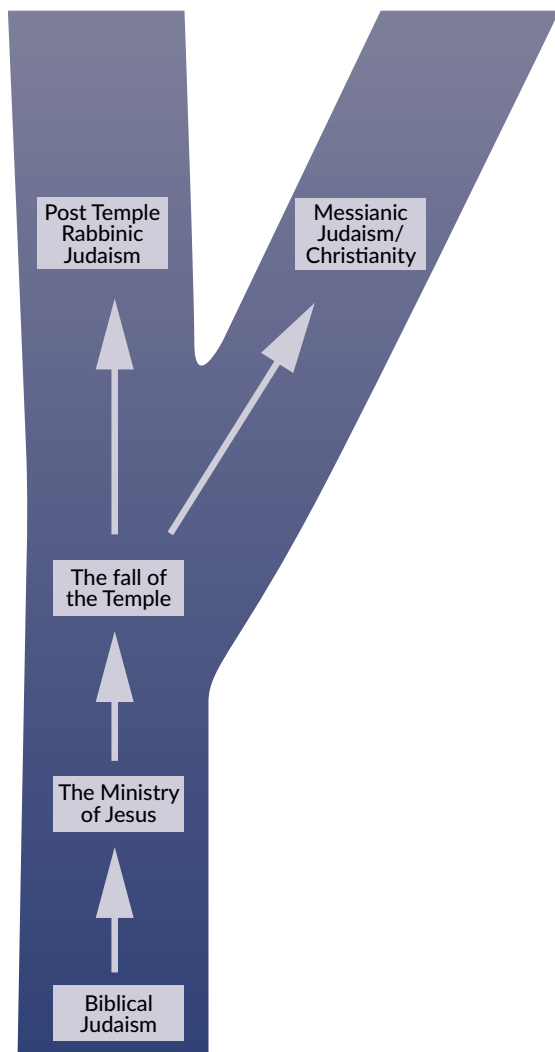 Post Temple
Rabbinic
Judaism
Messianic
Judaism/
Christianity
The fall of
the Temple
The Ministry
of Jesus
Biblical
Judaism